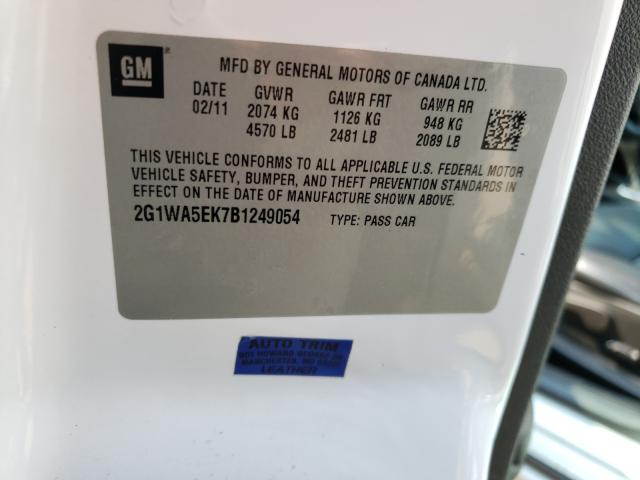 GM
MFD BY GENERAL MOTORS OF CANADA LTD.
DATE GVWR GAWR FRT GAWR RR
02/11 2074 KG 1126 KG 948 KG
4570 LB 2481 LB 2089 LB
THIS VEHICLE CONFORMS TO ALL APPLICABLE U.S. FEDERAL MOTOR
VEHICLE SAFETY, BUMPER, AND THEFT PREVENTION STANDARDS IN
EFFECT ON THE DATE OF MANUFACTURE SHOWN ABOVE.
2G1WA5EK7B1249054 TYPE: PASS CAR
AUTO TRIM
HOWARD GEORGE
MANCHESTER,
LEATHER